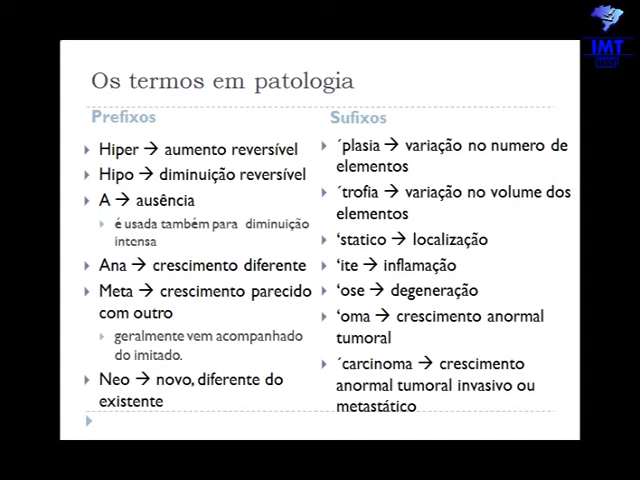 IMT
USP
Os termos em patologia
Prefixos
Hiper → aumento reversível
Hipo → diminuição reversível
A → ausência
é usada também para diminuição
intensa
Ana → crescimento diferente
Meta → crescimento parecido
com outro
geralmente vem acompanhado
do imitado.
Neo → novo, diferente do
existente
Sufixos
´plasia → variação no numero de
elementos
´trofia → variação no volume dos
elementos
‘statico → localização
‘ite → inflamação
‘ose → degeneração
‘oma → crescimento anormal
tumoral
´carcinoma → crescimento
anormal tumoral invasivo ou
metastático